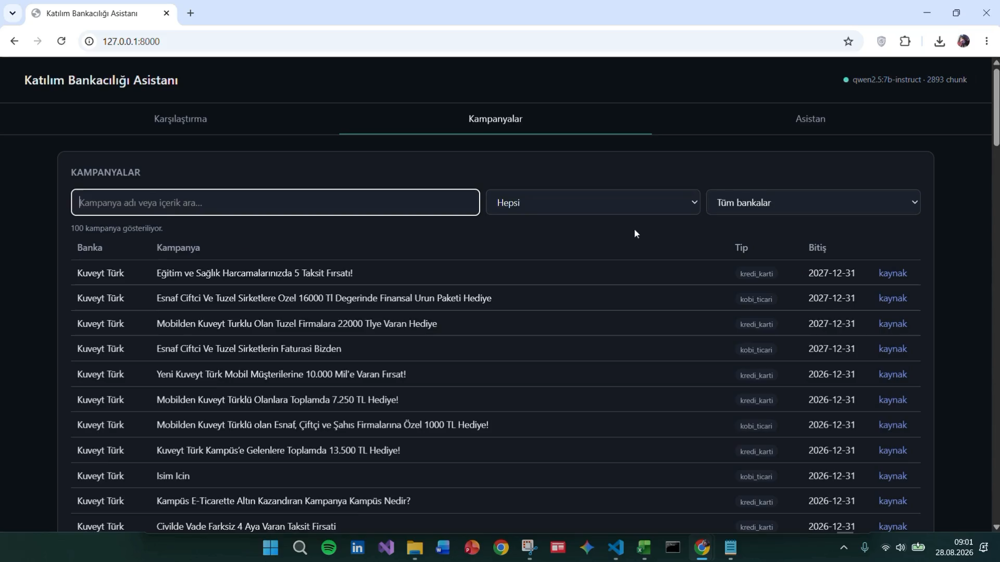 Katılım Bankacılığı Asistanı
127.0.0.1:8000
Katılım Bankacılığı Asistanı
qwen2.5:7b-instruct · 2893 chunk
Karşılaştırma
Kampanyalar
Asistan
KAMPANYALAR
Kampanya adı veya içerik ara...
Hepsi
Tüm bankalar
100 kampanya gösteriliyor.
Banka Kampanya Tip Bitiş
Kuveyt Türk Eğitim ve Sağlık Harcamalarınızda 5 Taksit Fırsatı! kredi_karti 2027-12-31 kaynak
Kuveyt Türk Esnaf Ciftci Ve Tuzel Sirketlere Ozel 16000 Tl Degerinde Finansal Urun Paketi Hediye kobi_ticari 2027-12-31 kaynak
Kuveyt Türk Mobilden Kuveyt Turklu Olan Tuzel Firmalara 22000 Tlye Varan Hediye kredi_karti 2027-12-31 kaynak
Kuveyt Türk Esnaf Ciftci Ve Tuzel Sirketlerin Faturasi Bizden kobi_ticari 2027-12-31 kaynak
Kuveyt Türk Yeni Kuveyt Türk Mobil Müşterilerine 10.000 Mil'e Varan Fırsat! kredi_karti 2026-12-31 kaynak
Kuveyt Türk Mobilden Kuveyt Türklü Olanlara Toplamda 7.250 TL Hediye! kredi_karti 2026-12-31 kaynak
Kuveyt Türk Mobilden Kuveyt Türklü olan Esnaf, Çiftçi ve Şahıs Firmalarına Özel 1000 TL Hediye! kobi_ticari 2026-12-31 kaynak
Kuveyt Türk Kuveyt Türk Kampüs’e Gelenlere Toplamda 13.500 TL Hediye! kredi_karti 2026-12-31 kaynak
Kuveyt Türk Isim Icin kobi_ticari 2026-12-31 kaynak
Kuveyt Türk Kampüs E-Ticarette Altın Kazandıran Kampanya Kampüs Nedir? kredi_karti 2026-12-31 kaynak
Kuveyt Türk Civilde Vade Farksiz 4 Aya Varan Taksit Firsati kredi_karti 2026-12-31 kaynak
09:01
28.08.2026